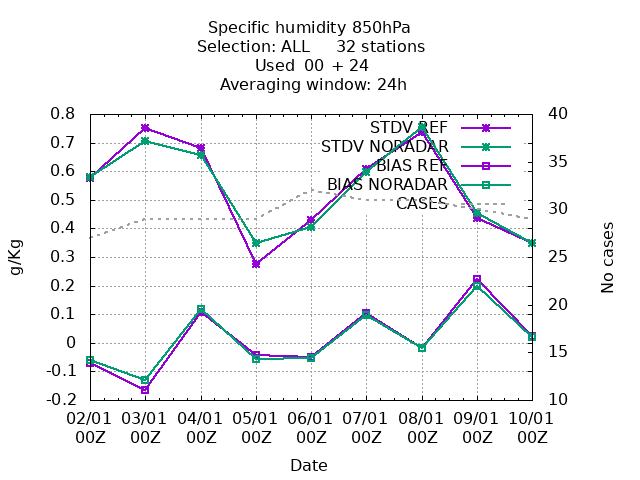 Specific humidity 850hPa
Selection: ALL 32 stations
Used 00 + 24
Averaging window: 24h
g/Kg
No cases
0.8
0.7
0.6
0.5
0.4
0.3
0.2
0.1
0
-0.1
-0.2
40
35
30
25
20
15
10
STDV REF
STDV NORADAR
BIAS REF
BIAS NORADAR
CASES
02/01 03/01 04/01 05/01 06/01 07/01 08/01 09/01 10/01
00Z 00Z 00Z 00Z 00Z 00Z 00Z 00Z 00Z
Date